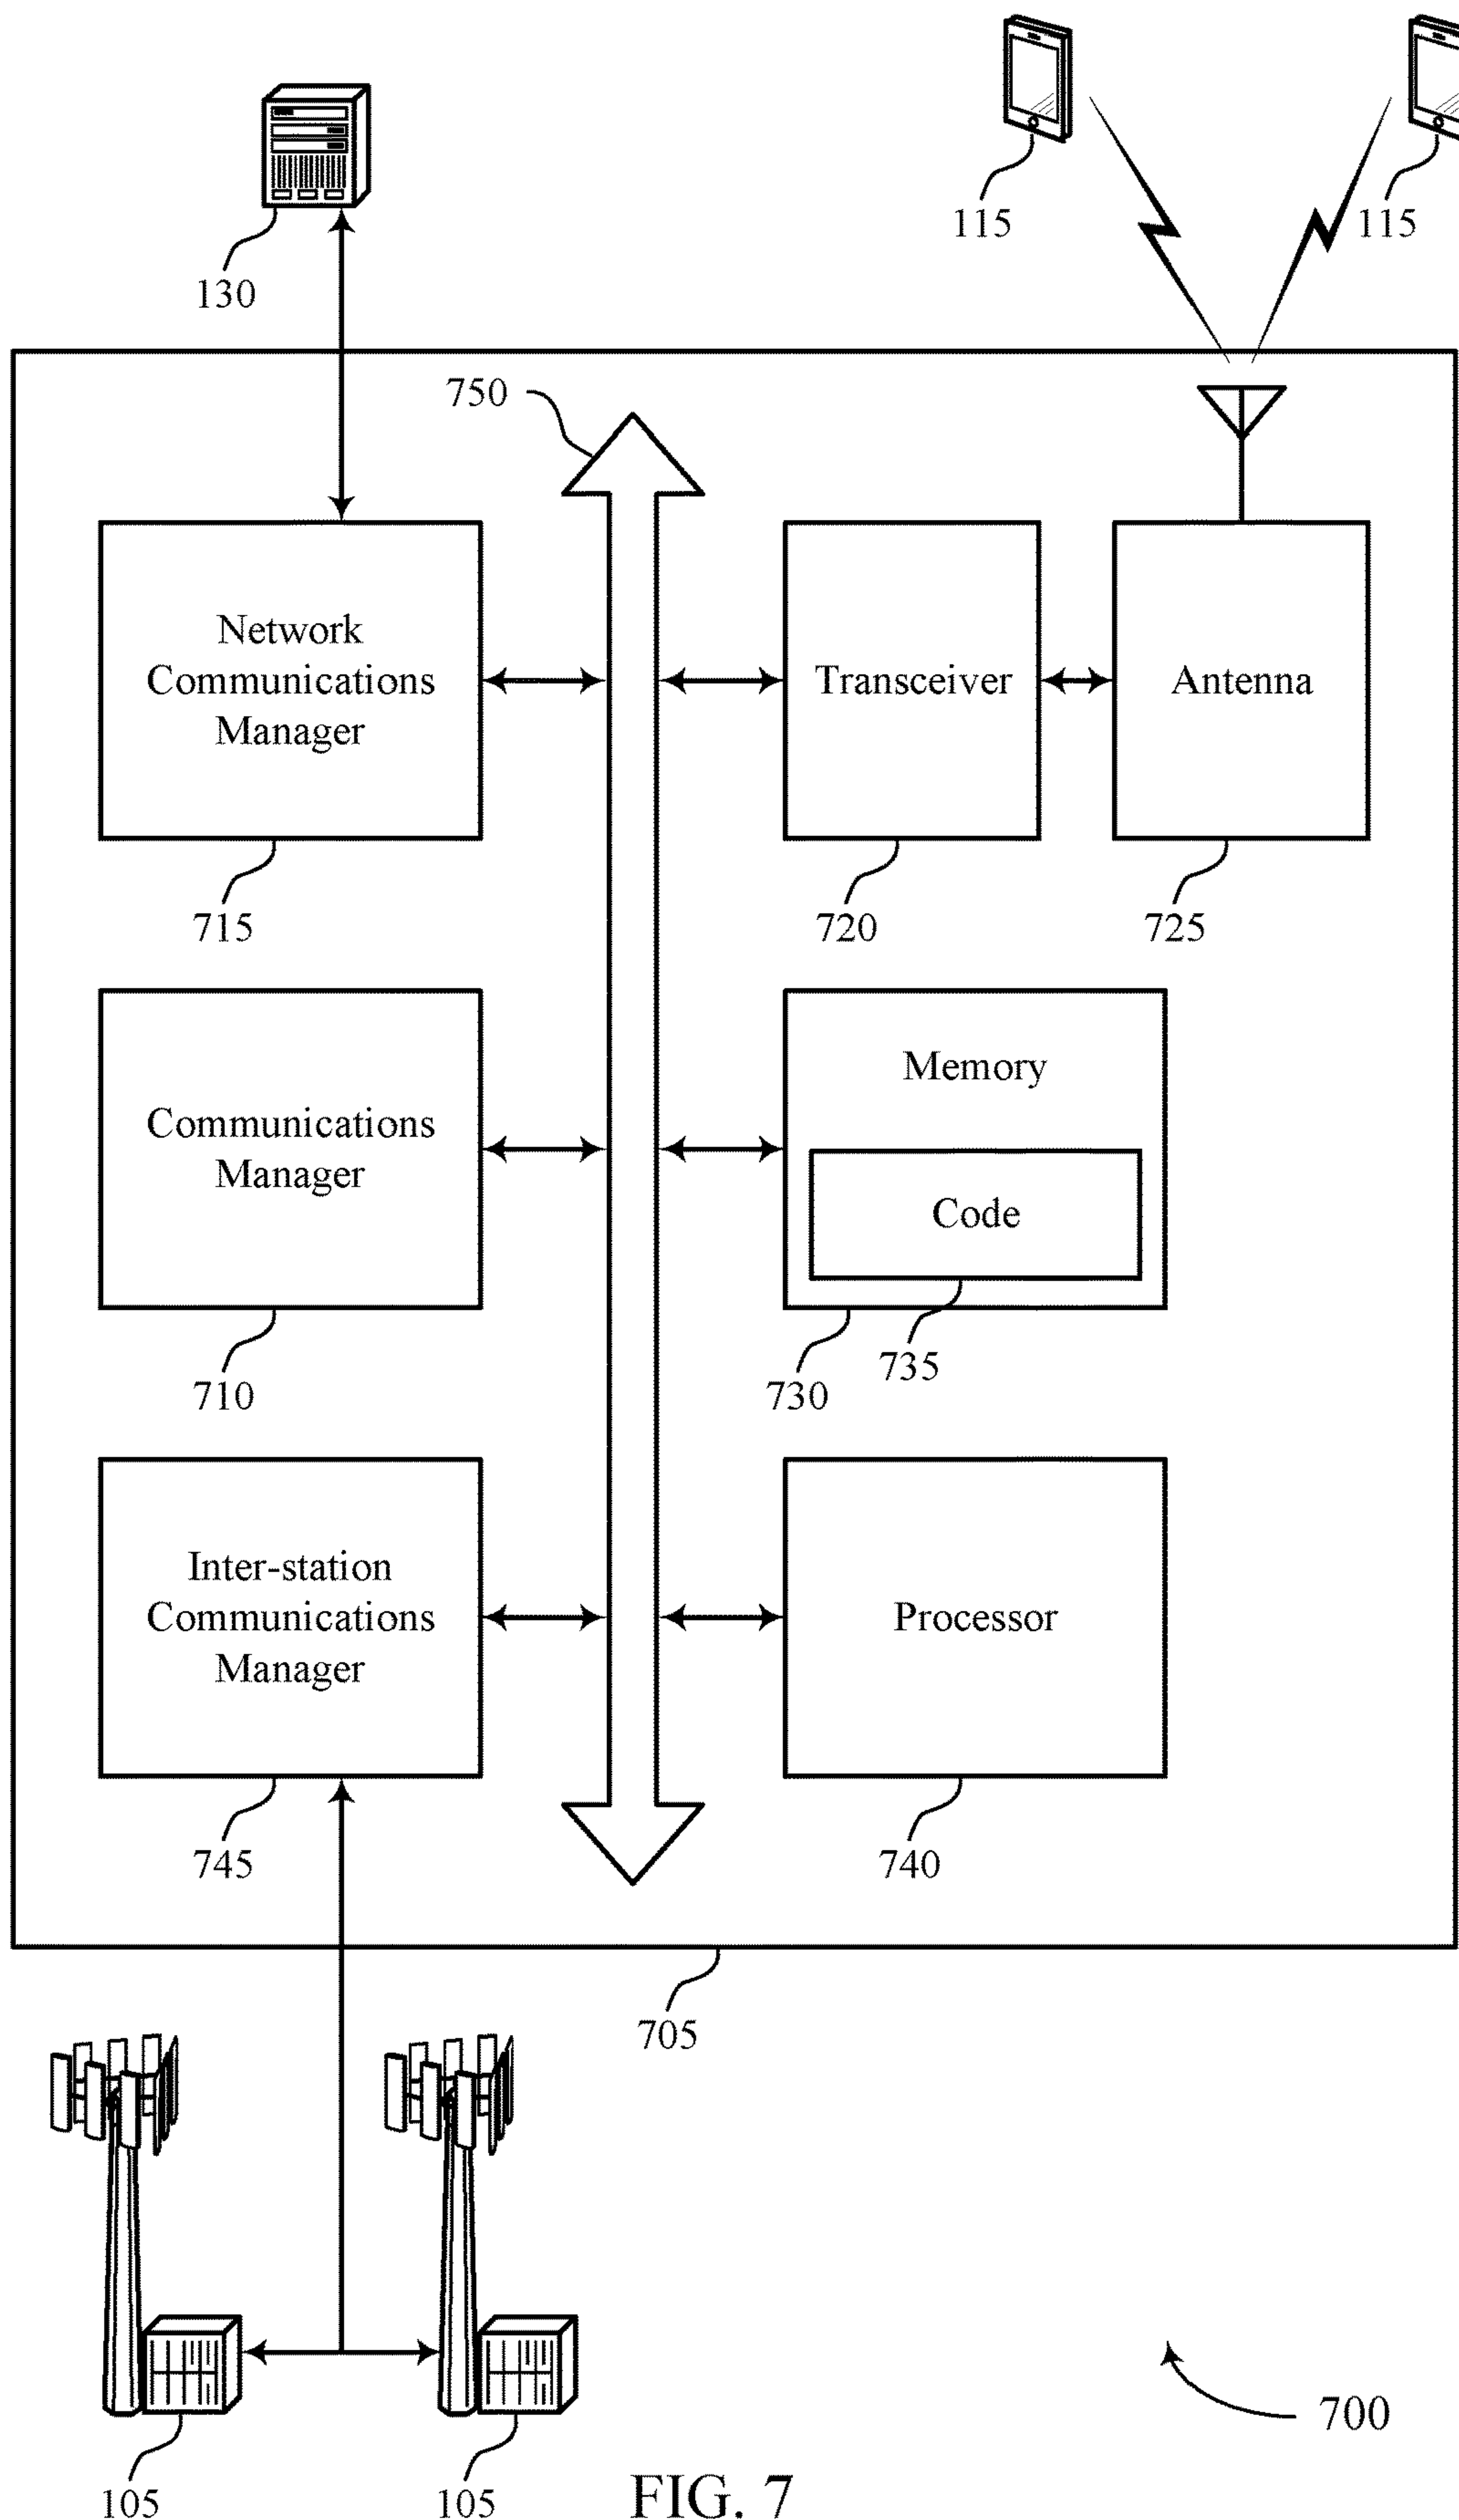 115
115
130
750
Network
Communications
Manager
Transceiver
Antenna
715
720
725
Communications
Manager
Memory
Code
710
730
735
Inter-station
Communications
Manager
Processor
745
740
705
700
105
105
FIG. 7